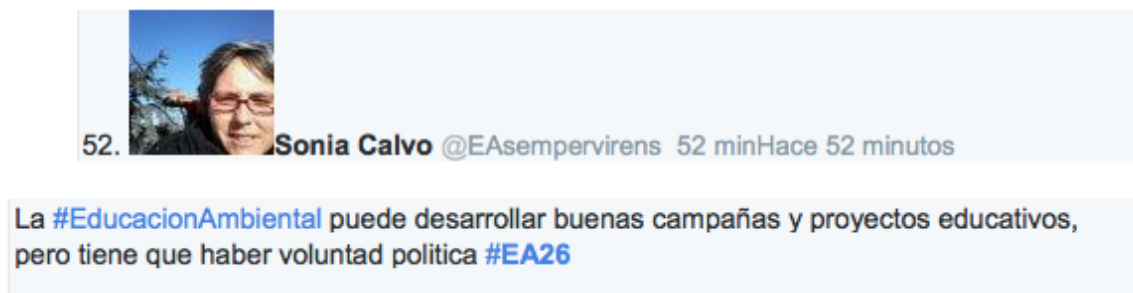 52. Sonia Calvo @EAsempervirens 52 minHace 52 minutos
La #EducacionAmbiental puede desarrollar buenas campañas y proyectos educativos,
pero tiene que haber voluntad politica #EA26